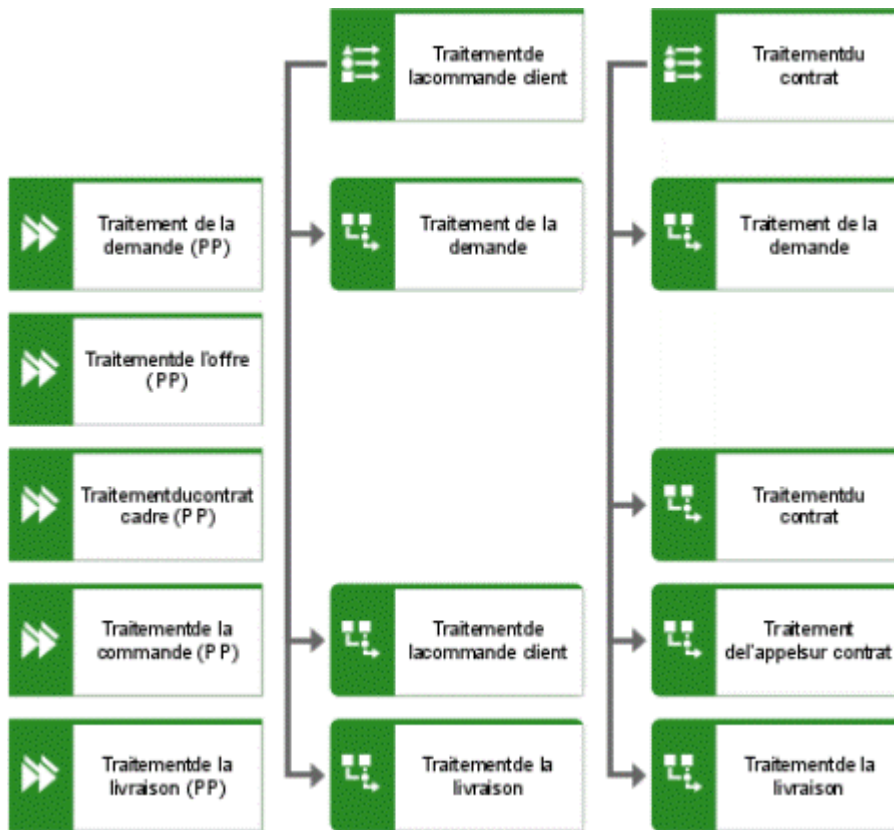 Traitementde
lacommande client
Traitementdu
contrat
Traitement de la
demande (PP)
Traitement de la
demande
Traitement de la
demande
Traitementde l'offre
(PP)
Traitementducontrat
cadre (PP)
Traitementdu
contrat
Traitementde la
commande (PP)
Traitementde
lacommande client
Traitement
del'appelsur contrat
Traitementde la
livraison (PP)
Traitementde la
livraison
Traitementde la
livraison